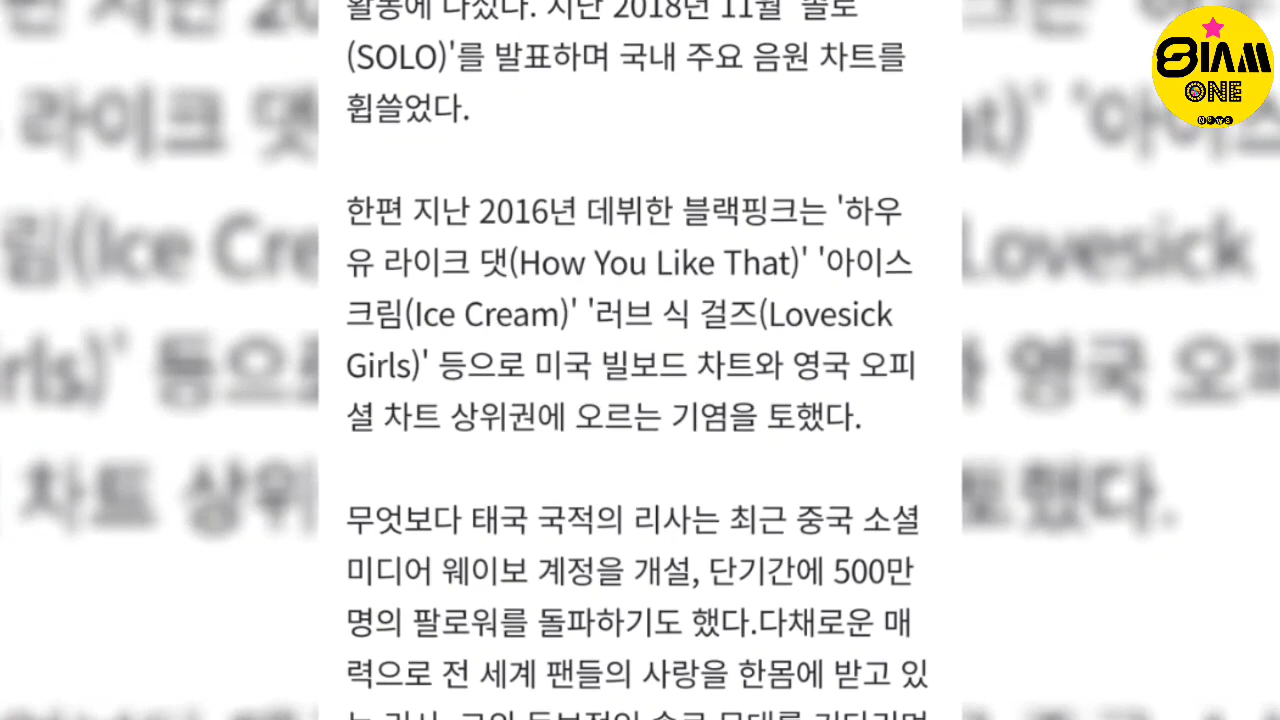 활동에 나섰다. 지난 2018년 11월 '솔로
(SOLO)'를 발표하며 국내 주요 음원 차트를
휩쓸었다.
한편 지난 2016년 데뷔한 블랙핑크는 '하우
유 라이크 댓(How You Like That)' '아이스
크림(Ice Cream)' '러브 식 걸즈(Lovesick
Girls)' 등으로 미국 빌보드 차트와 영국 오피
셜 차트 상위권에 오르는 기염을 토했다.
무엇보다 태국 국적의 리사는 최근 중국 소셜
미디어 웨이보 계정을 개설, 단기간에 500만
명의 팔로워를 돌파하기도 했다.다채로운 매
력으로 전 세계 팬들의 사랑을 한몸에 받고 있
SIAM
ONE
News